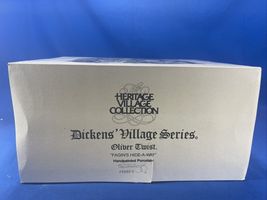 HERITAGE
VILLAGE
COLLECTION
Dickens' Village Series®
Oliver Twist
"FAGIN'S HIDE-A-WAY"
Handpainted Porcelain